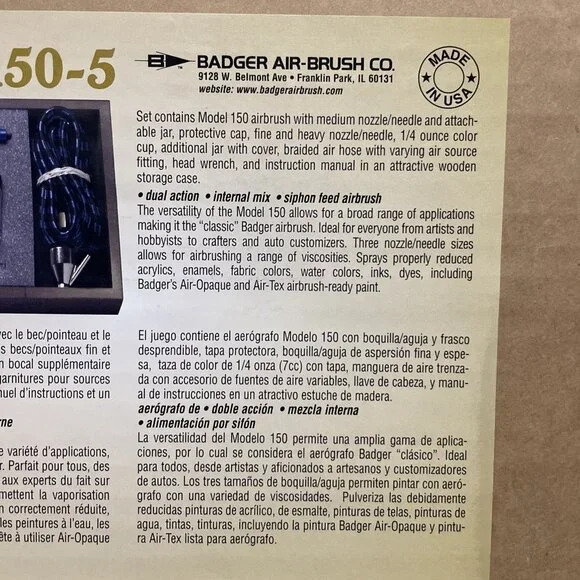 150-5
B
BADGER AIR-BRUSH CO.
9128 W. Belmont Ave • Franklin Park, IL 60131
website: www.badgerairbrush.com
MADE
IN USA
Set contains Model 150 airbrush with medium nozzle/needle and attach-
able jar, protective cap, fine and heavy nozzle/needle, 1/4 ounce color
cup, additional jar with cover, braided air hose with varying air source
fitting, head wrench, and instruction manual in an attractive wooden
storage case.
• dual action • internal mix • siphon feed airbrush
The versatility of the Model 150 allows for a broad range of applications
making it the “classic” Badger airbrush. Ideal for everyone from artists and
hobbyists to crafters and auto customizers. Three nozzle/needle sizes
allows for airbrushing a range of viscosities. Sprays properly reduced
acrylics, enamels, fabric colors, water colors, inks, dyes, including
Badger's Air-Opaque and Air-Tex airbrush-ready paint.
vec le bec/pointeau et le
s becs/pointeaux fin et
n bocal supplémentaire
garnitures pour sources
nuel d'instructions et un
rne
e variété d'applications,
r. Parfait pour tous, des
aux experts du fait sur
mettent la vaporisation
n correctement réduite,
les peintures à l'eau, les
ête à utiliser Air-Opaque
El juego contiene el aerógrafo Modelo 150 con boquilla/aguja y frasco
desprendible, tapa protectora, boquilla/aguja de aspersión fina y espe-
sa, taza de color de 1/4 onza (7cc) con tapa, manguera de aire trenza-
da con accesorio de fuentes de aire variables, llave de cabeza, y manu-
al de instrucciones en un atractivo estuche de madera.
aerógrafo de • doble acción • mezcla interna
• alimentación por sifón
La versatilidad del Modelo 150 permite una amplia gama de aplica-
ciones, por lo cual se considera el aerógrafo Badger “clásico”. Ideal
para todos, desde artistas y aficionados a artesanos y customizadores
de autos. Los tres tamaños de boquilla/aguja permiten pintar con aeró-
grafo con una variedad de viscosidades. Pulveriza las debidamente
reducidas pinturas de acrílico, de esmalte, pinturas de telas, pinturas de
agua, tintas, tinturas, incluyendo la pintura Badger Air-Opaque y pintu-
ra Air-Tex lista para aerógrafo.